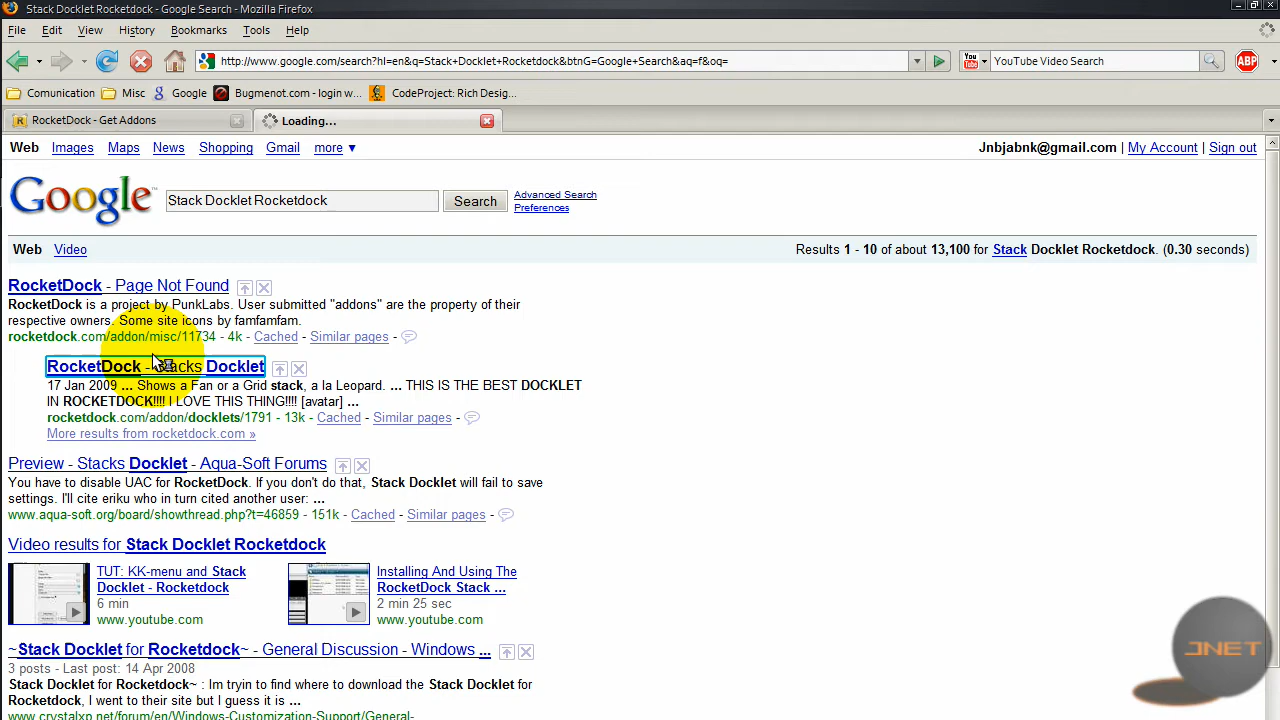 Stack Docklet Rocketdock - Google Search - Mozilla Firefox
File Edit View History Bookmarks Tools Help
http://www.google.com/search?hl=en&q=Stack+Docklet+Rocketdock&btnG=Google+Search&aq=f&oq=
You Tube YouTube Video Search ABP
Comunication Misc Google Bugmenot.com - login w... CodeProject: Rich Desig...
RocketDock - Get Addons Loading...
Web Images Maps News Shopping Gmail more ▼ Jnbjabnk@gmail.com | My Account | Sign out
Google™ Stack Docklet Rocketdock Search Advanced Search
Preferences
Web Video Results 1 - 10 of about 13,100 for Stack Docklet Rocketdock. (0.30 seconds)
RocketDock - Page Not Found
RocketDock is a project by PunkLabs. User submitted "addons" are the property of their
respective owners. Some site icons by famfamfam.
rocketdock.com/addon/misc/11734 - 4k - Cached - Similar pages -
RocketDock - Stacks Docklet
17 Jan 2009 ... Shows a Fan or a Grid stack, a la Leopard. ... THIS IS THE BEST DOCKLET
IN ROCKETDOCK!!!! I LOVE THIS THING!!!! [avatar] ...
rocketdock.com/addon/docklets/1791 - 13k - Cached - Similar pages -
More results from rocketdock.com »
Preview - Stacks Docklet - Aqua-Soft Forums
You have to disable UAC for RocketDock. If you don't do that, Stack Docklet will fail to save
settings. I'll cite eriku who in turn cited another user: ...
www.aqua-soft.org/board/showthread.php?t=46859 - 151k - Cached - Similar pages -
Video results for Stack Docklet Rocketdock
TUT: KK-menu and Stack
Docklet - Rocketdock
6 min
www.youtube.com
Installing And Using The
RocketDock Stack ...
2 min 25 sec
www.youtube.com
~Stack Docklet for Rocketdock~ - General Discussion - Windows ...
3 posts - Last post: 14 Apr 2008
Stack Docklet for Rocketdock~ : Im tryin to find where to download the Stack Docklet for
Rocketdock, I went to their site but I guess it is ...
www.crystalxp.net/forum/en/Windows-Customization-Support/General-
JNET